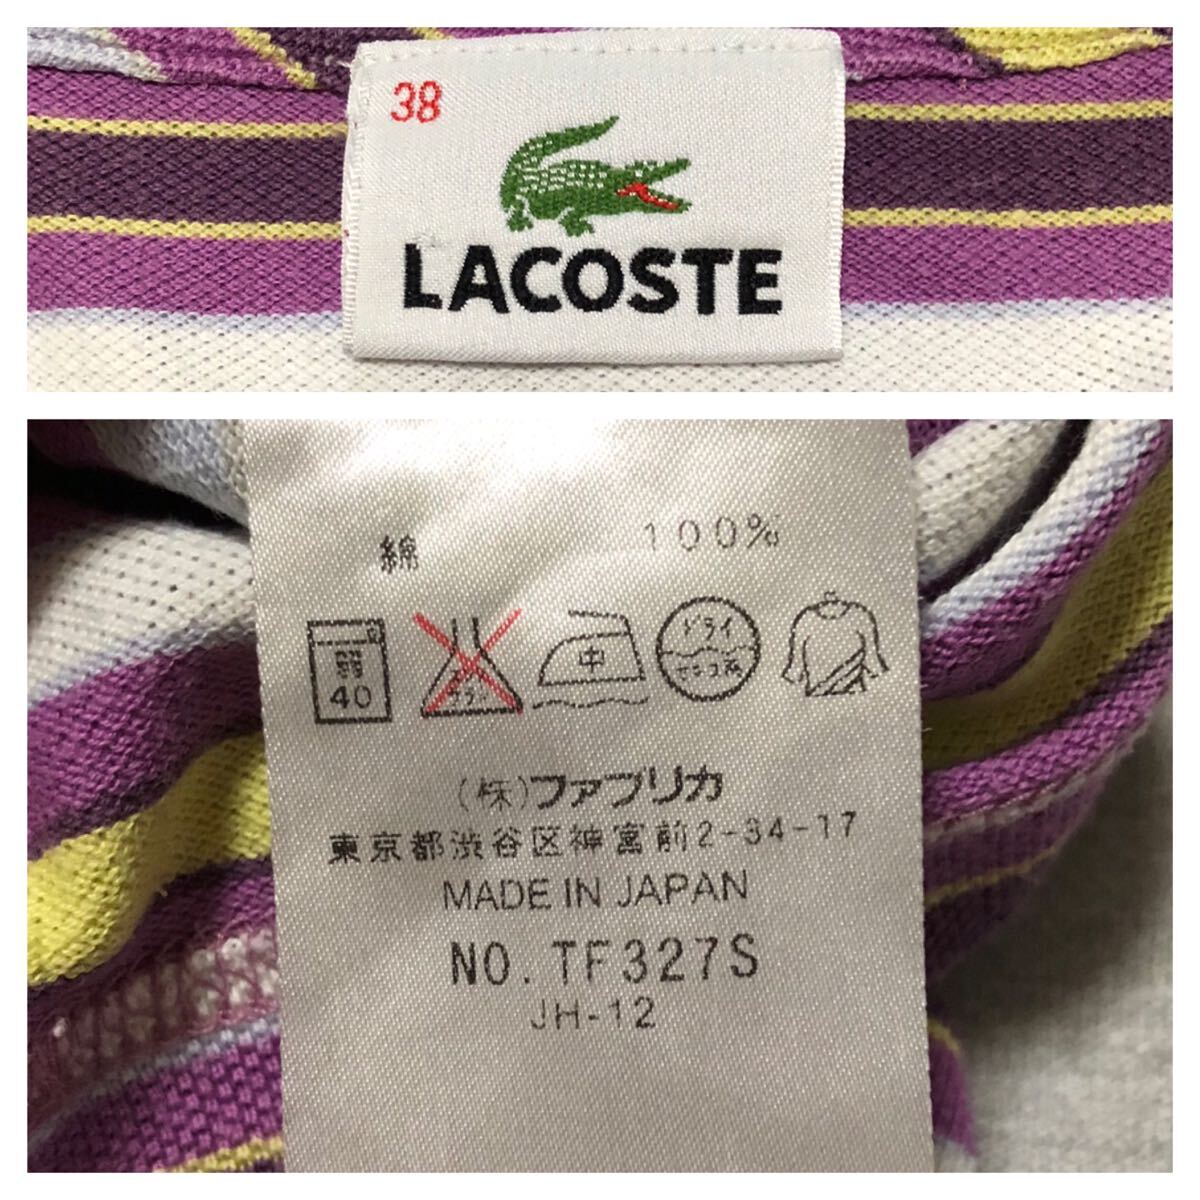 38
LACOSTE
綿 100%
40
中
ドライ
(株)ファブリカ
東京都渋谷区神宮前2-34-17
MADE IN JAPAN
NO. TF327S
JH-12